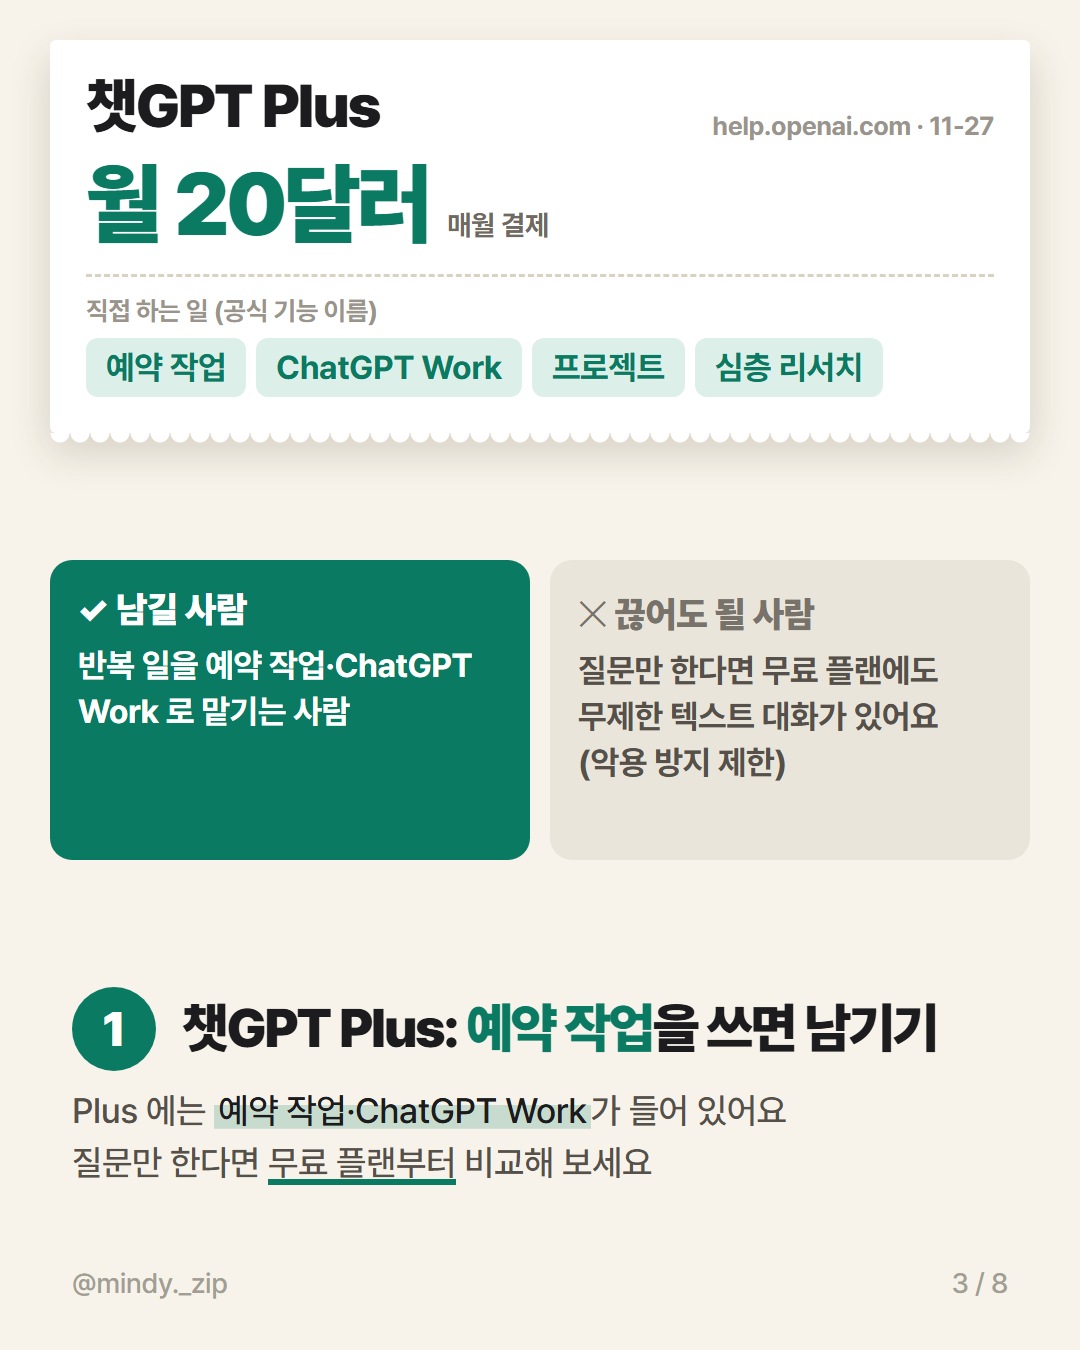 챗GPT Plus
help.openai.com · 11-27
월 20달러 매월 결제
직접 하는 일 (공식 기능 이름)
예약 작업
ChatGPT Work
프로젝트
심층 리서치
✔ 남길 사람
반복 일을 예약 작업·ChatGPT
Work 로 맡기는 사람
✕ 끊어도 될 사람
질문만 한다면 무료 플랜에도
무제한 텍스트 대화가 있어요
(악용 방지 제한)
1
챗GPT Plus: 예약 작업을 쓰면 남기기
Plus 에는 예약 작업·ChatGPT Work가 들어 있어요
질문만 한다면 무료 플랜부터 비교해 보세요
@mindy._zip
3 / 8